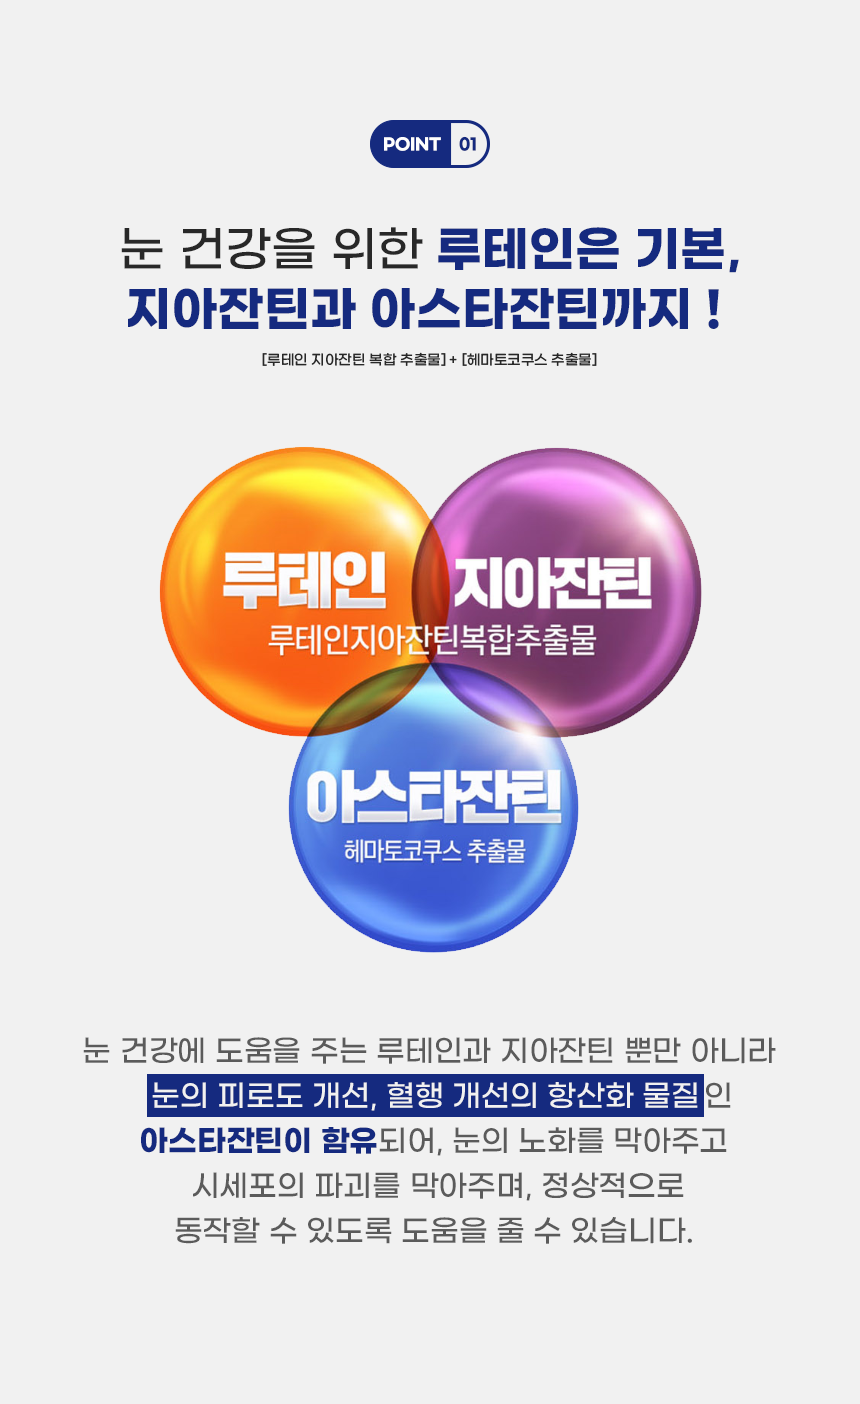 POINT 01
눈 건강을 위한 루테인은 기본,
지아잔틴과 아스타잔틴까지 !
[루테인 지아잔틴 복합 추출물] + [헤마토코쿠스 추출물]
루테인
지아잔틴
루테인지아잔틴복합추출물
아스타잔틴
헤마토코쿠스 추출물
눈 건강에 도움을 주는 루테인과 지아잔틴 뿐만 아니라
눈의 피로도 개선, 혈행 개선의 항산화 물질인
아스타잔틴이 함유되어, 눈의 노화를 막아주고
시세포의 파괴를 막아주며, 정상적으로
동작할 수 있도록 도움을 줄 수 있습니다.